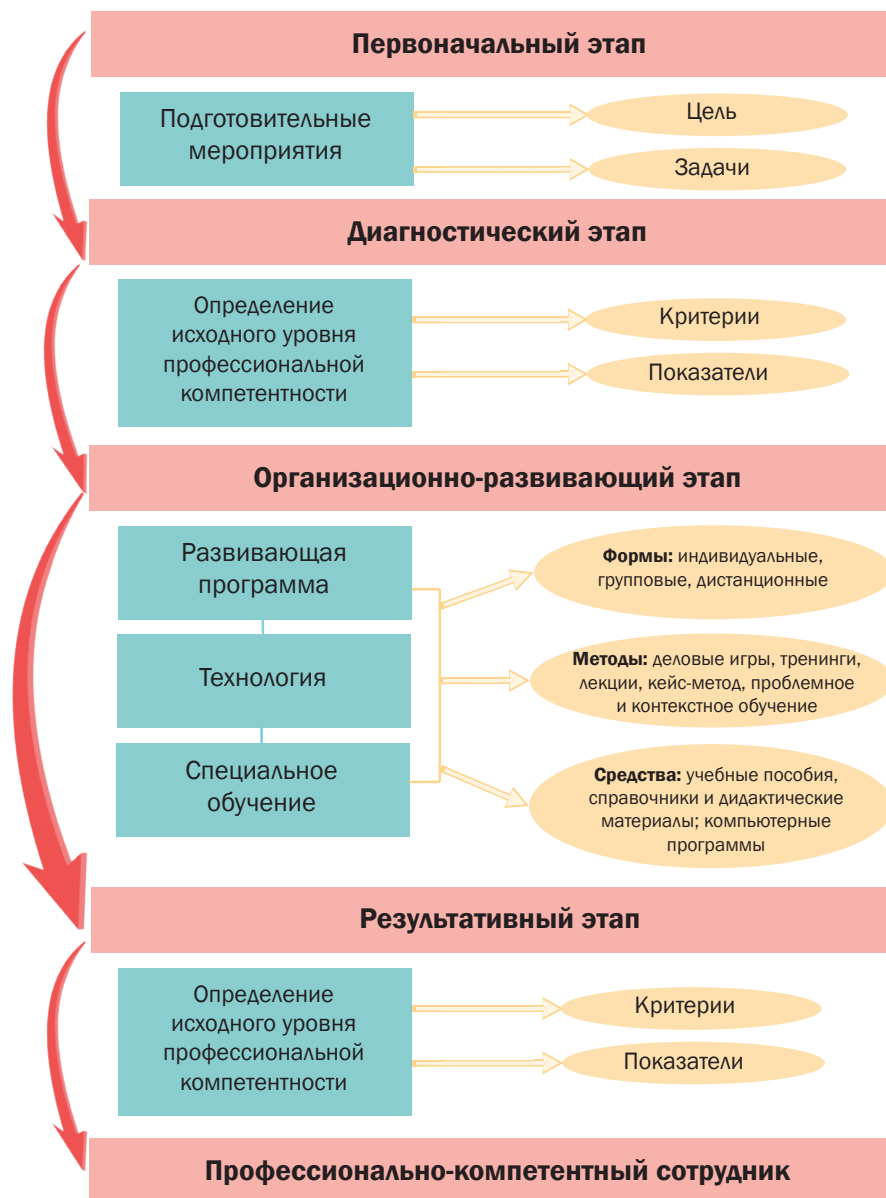 Первоначальный этап
Подготовительные
мероприятия
Цель
Задачи
Диагностический этап
Определение
исходного уровня
профессиональной
компетентности
Критерии
Показатели
Организационно-развивающий этап
Развивающая
программа
Технология
Специальное
обучение
Формы: индивидуальные,
групповые, дистанционные
Методы: деловые игры, тренинги,
лекции, кейс-метод, проблемное
и контекстное обучение
Средства: учебные пособия,
справочники и дидактические
материалы; компьютерные
программы
Результативный этап
Определение
исходного уровня
профессиональной
компетентности
Критерии
Показатели
Профессионально-компетентный сотрудник